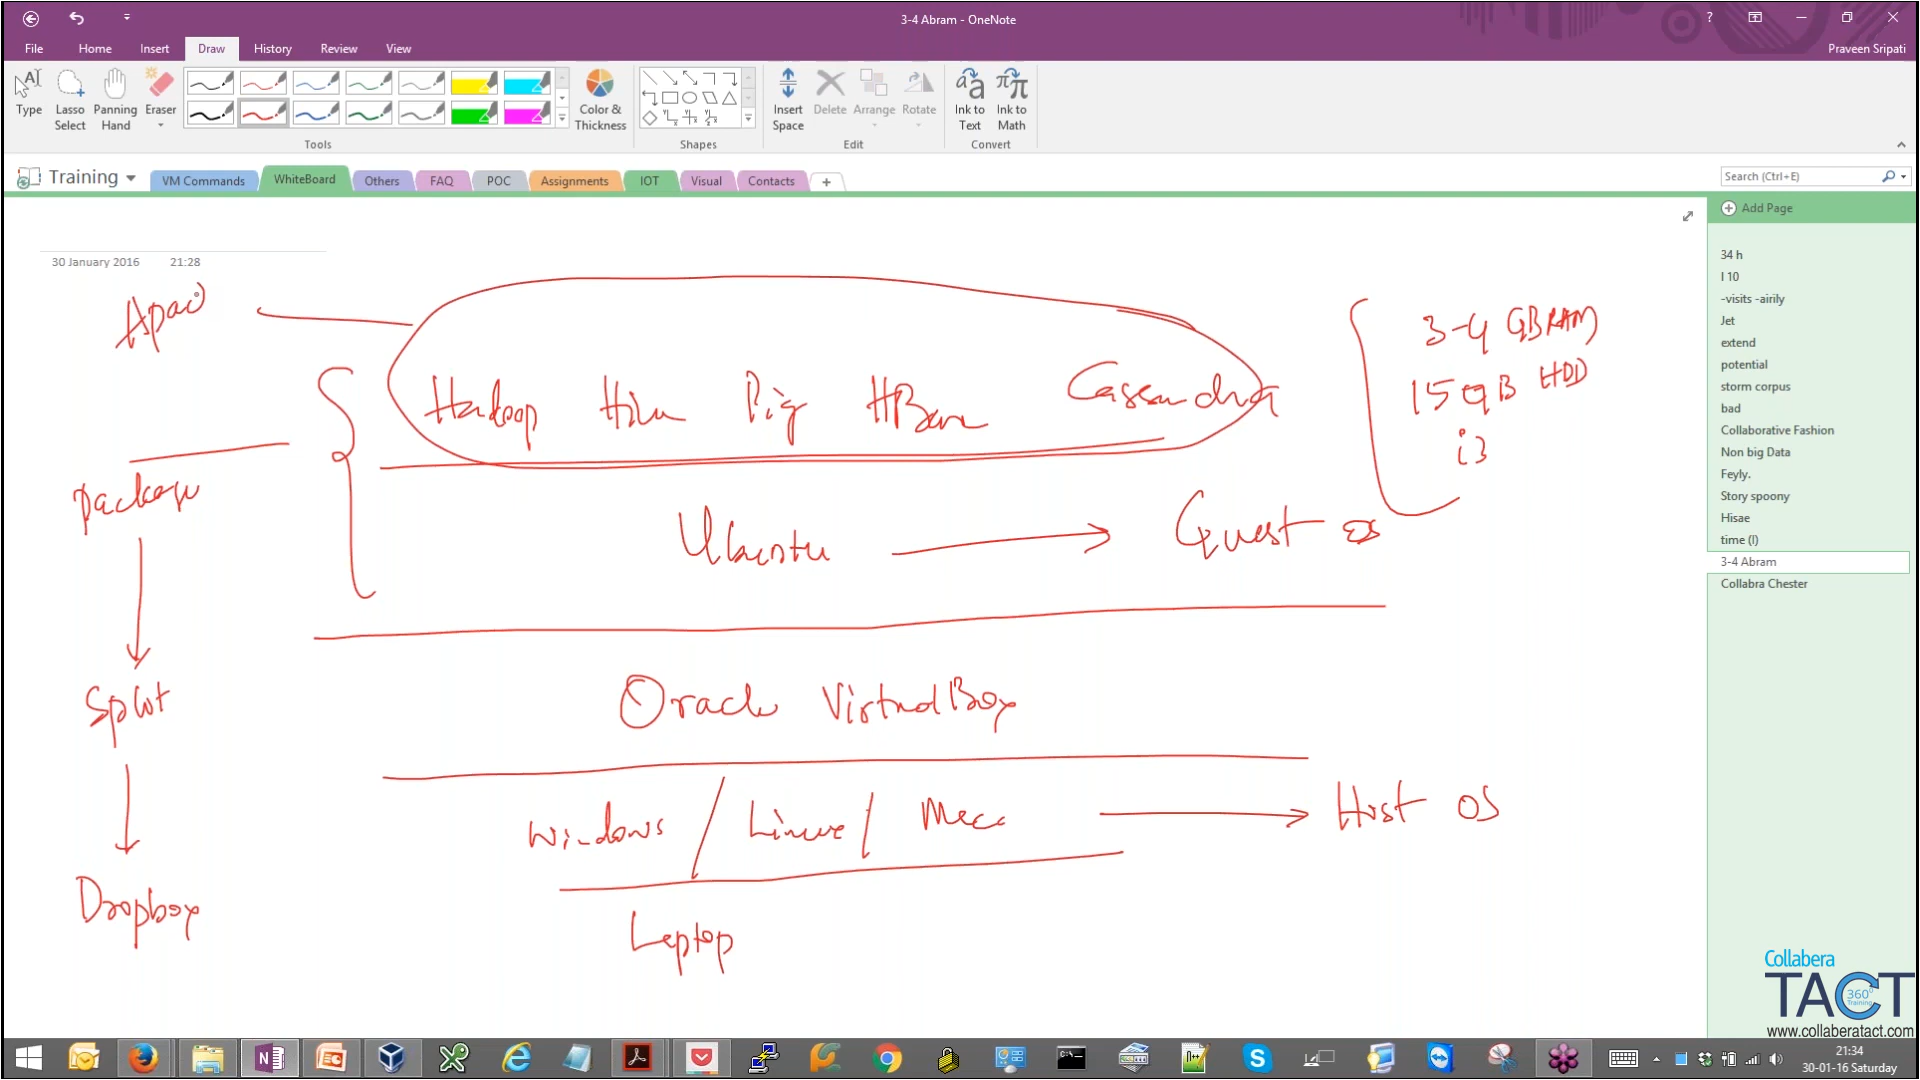 3-4 Abram - OneNote
?
File Home Insert Draw History Review View
Praveen Sripati
Type
Lasso Select
Panning Hand
Eraser
Color & Thickness
Insert Space
Delete
Arrange
Rotate
Ink to Text
Ink to Math
Tools Shapes Edit Convert
Training
VM Commands WhiteBoard Others FAQ POC Assignments IOT Visual Contacts +
Search (Ctrl+E)
Add Page
34 h
I 10
-visits -airily
Jet
extend
potential
storm corpus
bad
Collaborative Fashion
Non big Data
Feyly.
Story spoony
Hisae
time (l)
3-4 Abram
Collabra Chester
30 January 2016 21:28
Apac
3-4 GB RAM
15 GB HDD
i3
Hadoop Hive Pig HBase Cassandra
Package
Ubuntu Guest OS
Split
Oracle VirtualBox
Windows / Linux / Mac Host OS
Dropbox
Laptop
Collabera
TACT
360°
Training
www.collaberatact.com
21:34
30-01-16 Saturday